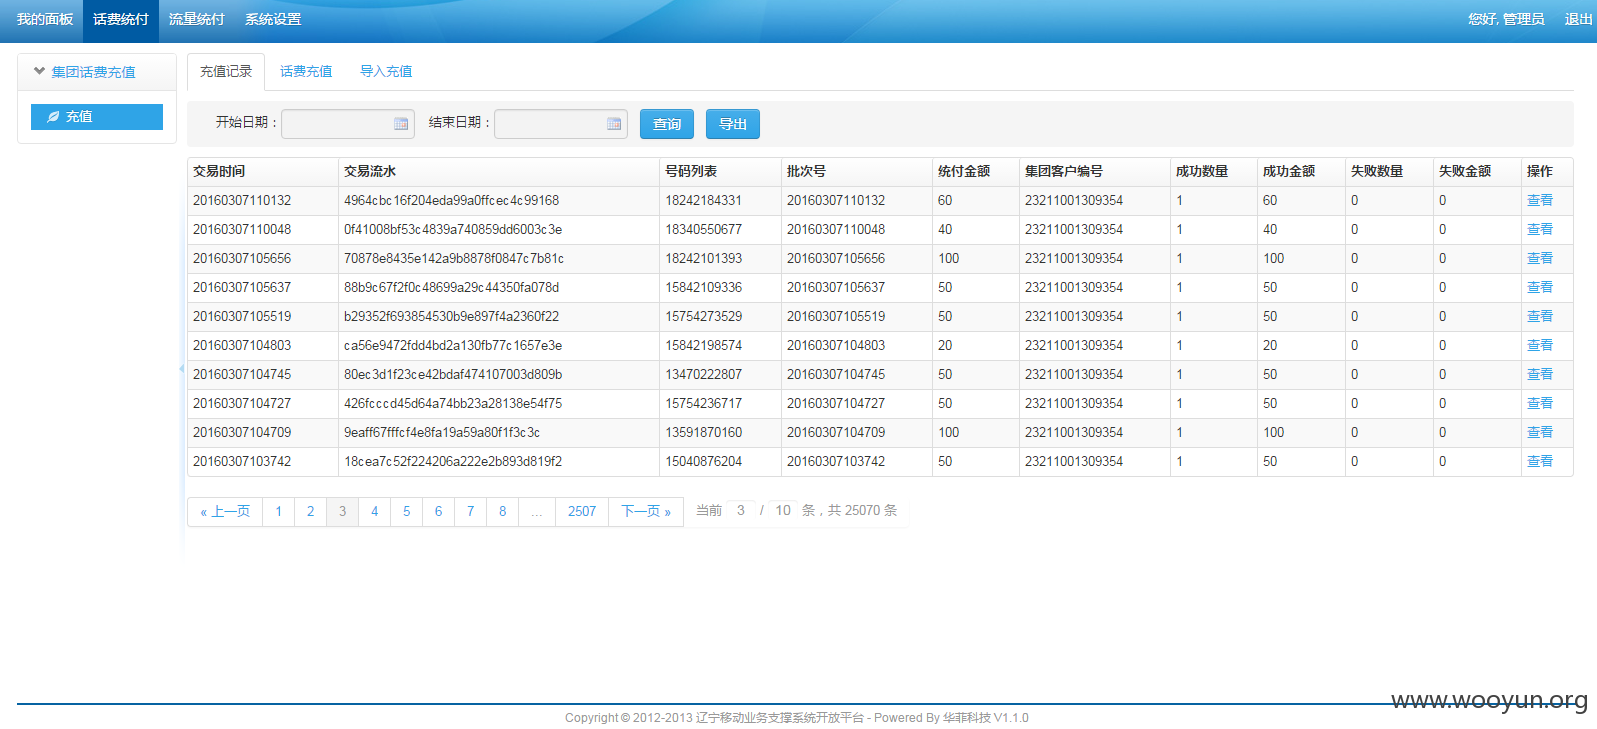 我的面板 话费统付 流量统付 系统设置 您好, 管理员 退出
集团话费充值
充值
充值记录 话费充值 导入充值
开始日期： 结束日期： 查询 导出
交易时间 交易流水 号码列表 批次号 统付金额 集团客户编号 成功数量 成功金额 失败数量 失败金额 操作
20160307110132 4964cbc16f204eda99a0ffcec4c99168 18242184331 20160307110132 60 23211001309354 1 60 0 0 查看
20160307110048 0f41008bf53c4839a740859dd6003c3e 18340550677 20160307110048 40 23211001309354 1 40 0 0 查看
20160307105656 70878e8435e142a9b8878f0847c7b81c 18242101393 20160307105656 100 23211001309354 1 100 0 0 查看
20160307105637 88b9c67f2f0c48699a29c44350fa078d 15842109336 20160307105637 50 23211001309354 1 50 0 0 查看
20160307105519 b29352f693854530b9e897f4a2360f22 15754273529 20160307105519 50 23211001309354 1 50 0 0 查看
20160307104803 ca56e9472fdd4bd2a130fb77c1657e3e 15842198574 20160307104803 20 23211001309354 1 20 0 0 查看
20160307104745 80ec3d1f23ce42bdaf474107003d809b 13470222807 20160307104745 50 23211001309354 1 50 0 0 查看
20160307104727 426fcccd45d64a74bb23a28138e54f75 15754236717 20160307104727 50 23211001309354 1 50 0 0 查看
20160307104709 9eaff67fffcf4e8fa19a59a80f1f3c3c 13591870160 20160307104709 100 23211001309354 1 100 0 0 查看
20160307103742 18cea7c52f224206a222e2b893d819f2 15040876204 20160307103742 50 23211001309354 1 50 0 0 查看
« 上一页 1 2 3 4 5 6 7 8 ... 2507 下一页 » 当前 3 / 10 条，共 25070 条
www.wooyun.org
Copyright © 2012-2013 辽宁移动业务支撑系统开放平台 - Powered By 华菲科技 V1.1.0